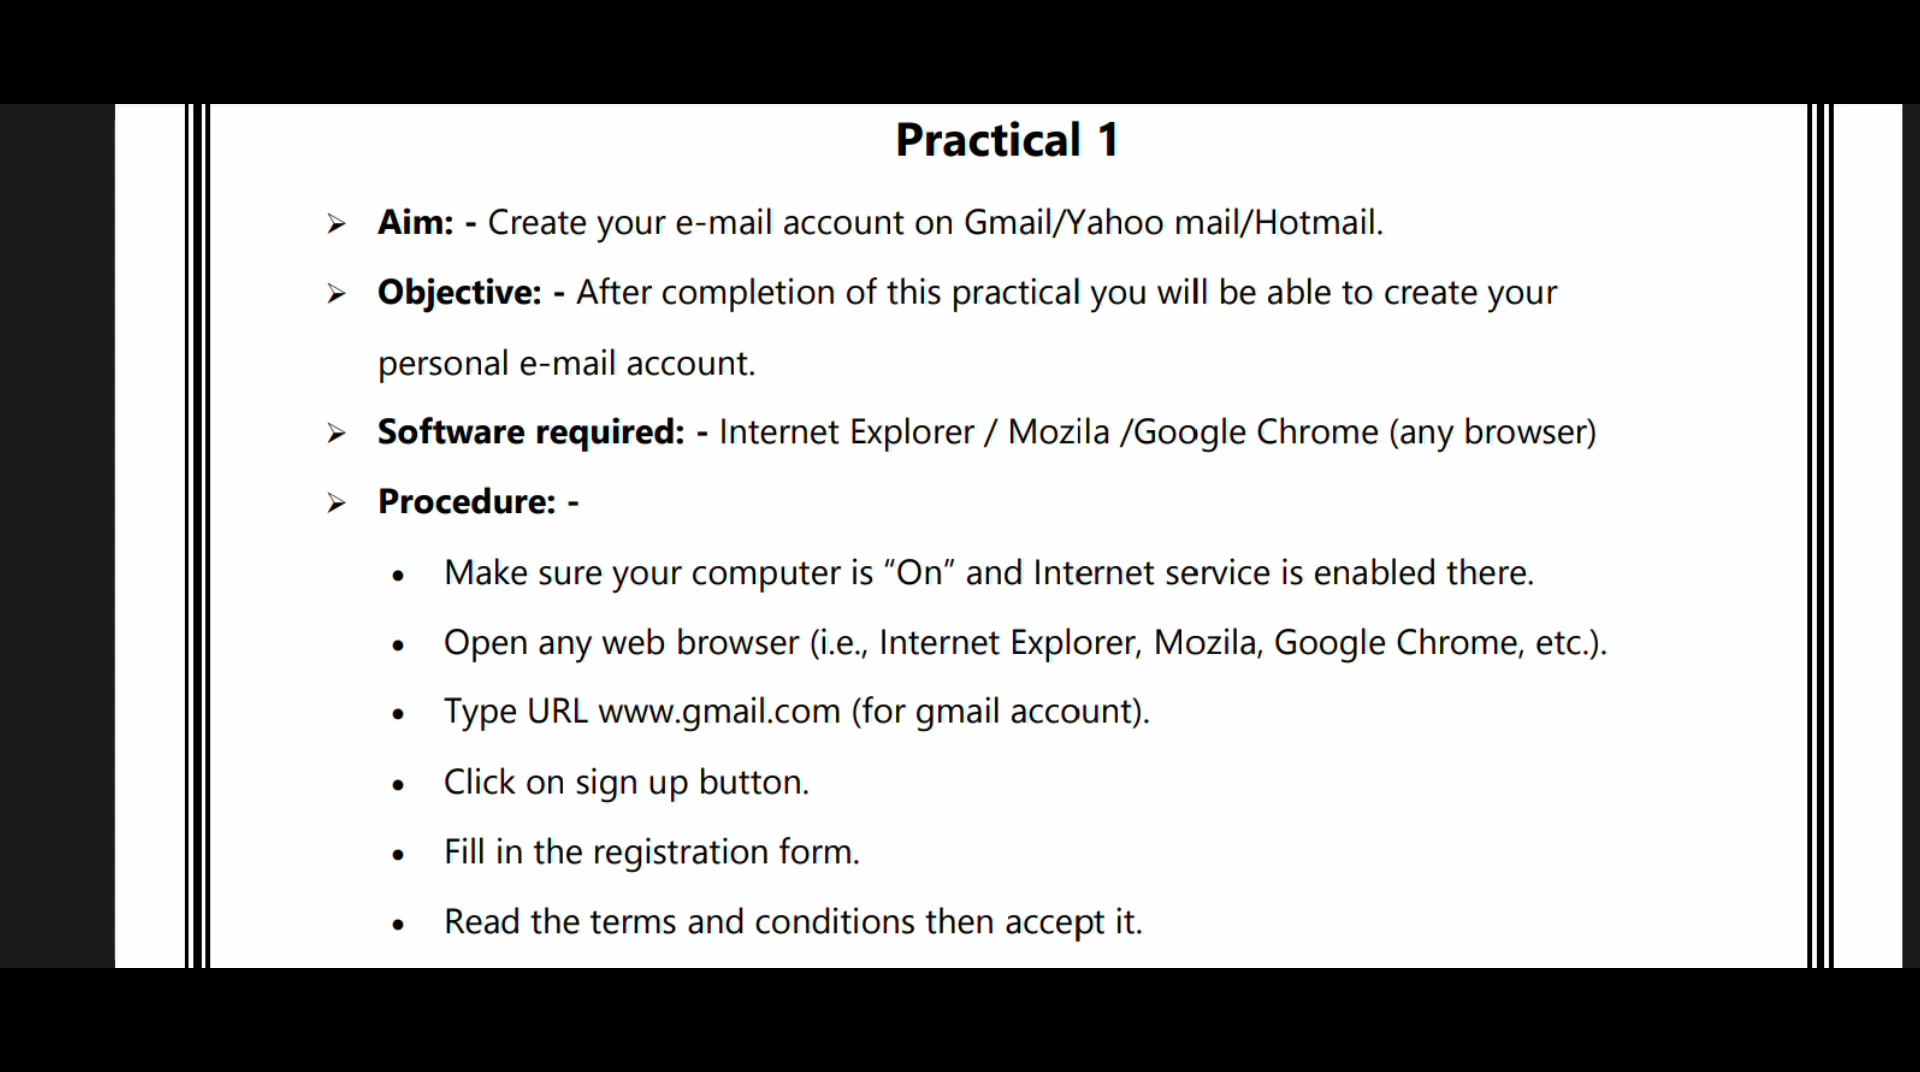 Practical 1
➢ Aim: - Create your e-mail account on Gmail/Yahoo mail/Hotmail.
➢ Objective: - After completion of this practical you will be able to create your
personal e-mail account.
➢ Software required: - Internet Explorer / Mozila /Google Chrome (any browser)
➢ Procedure: -
• Make sure your computer is “On” and Internet service is enabled there.
• Open any web browser (i.e., Internet Explorer, Mozila, Google Chrome, etc.).
• Type URL www.gmail.com (for gmail account).
• Click on sign up button.
• Fill in the registration form.
• Read the terms and conditions then accept it.